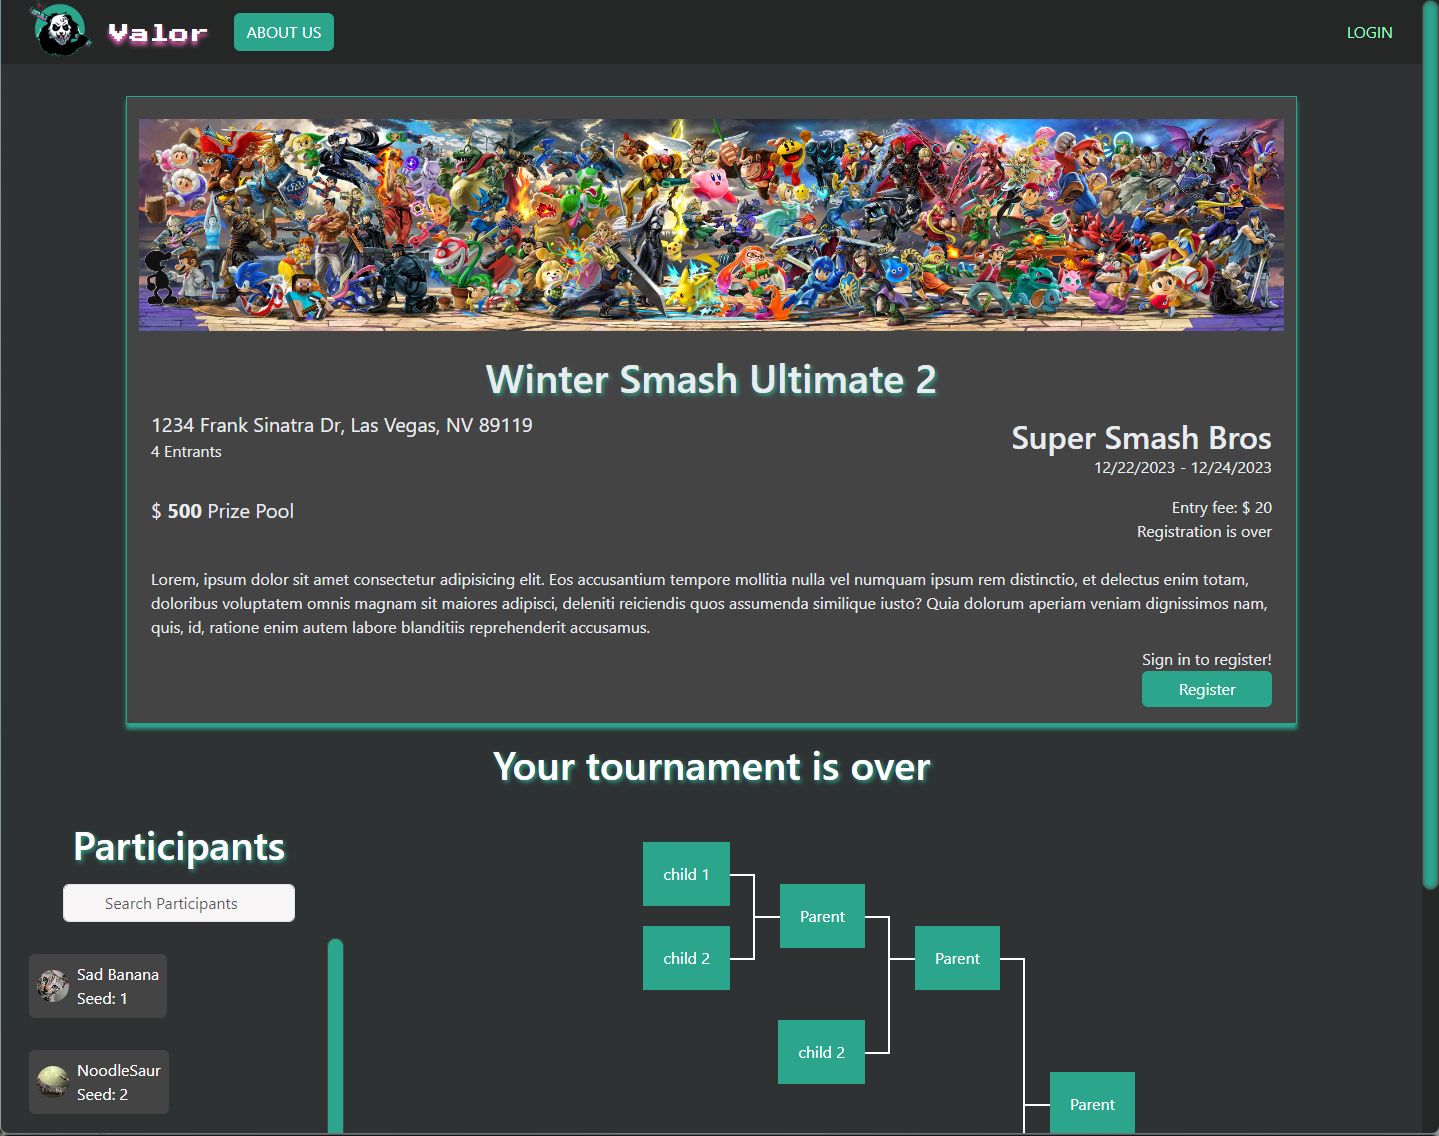 Valor
ABOUT US
LOGIN
Winter Smash Ultimate 2
1234 Frank Sinatra Dr, Las Vegas, NV 89119
4 Entrants
Super Smash Bros
12/22/2023 - 12/24/2023
$ 500 Prize Pool
Entry fee: $ 20
Registration is over
Lorem, ipsum dolor sit amet consectetur adipisicing elit. Eos accusantium tempore mollitia nulla vel numquam ipsum rem distinctio, et delectus enim totam,
doloribus voluptatem omnis magnam sit maiores adipisci, deleniti reiciendis quos assumenda similique iusto? Quia dolorum aperiam veniam dignissimos nam,
quis, id, ratione enim autem labore blanditiis reprehenderit accusamus.
Sign in to register!
Register
Your tournament is over
Participants
Search Participants
Sad Banana
Seed: 1
NoodleSaur
Seed: 2
child 1
Parent
child 2
Parent
child 2
Parent